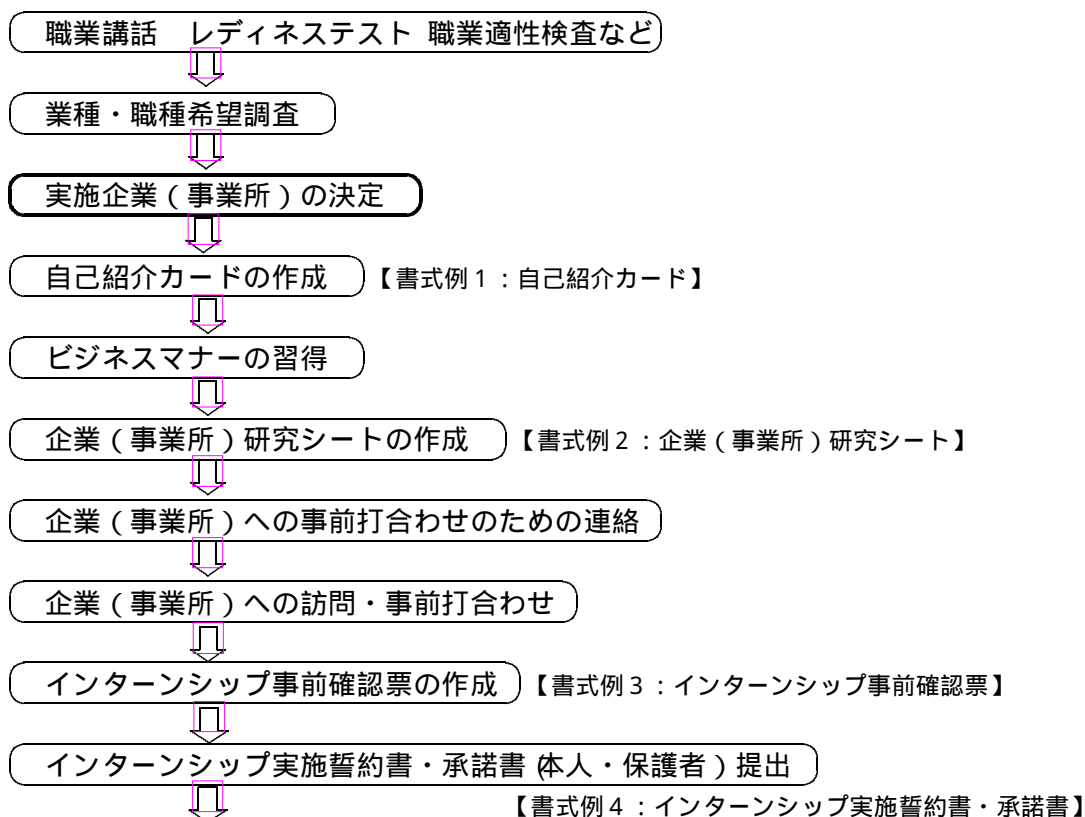 職業講話　レディネステスト 職業適性検査など
業種・職種希望調査
実施企業(事業所)の決定
自己紹介カードの作成 【書式例1：自己紹介カード】
ビジネスマナーの習得
企業(事業所)研究シートの作成 【書式例2：企業(事業所)研究シート】
企業(事業所)への事前打合わせのための連絡
企業(事業所)への訪問・事前打合わせ
インターンシップ事前確認票の作成 【書式例3：インターンシップ事前確認票】
インターンシップ実施誓約書・承諾書(本人・保護者)提出
【書式例4：インターンシップ実施誓約書・承諾書】